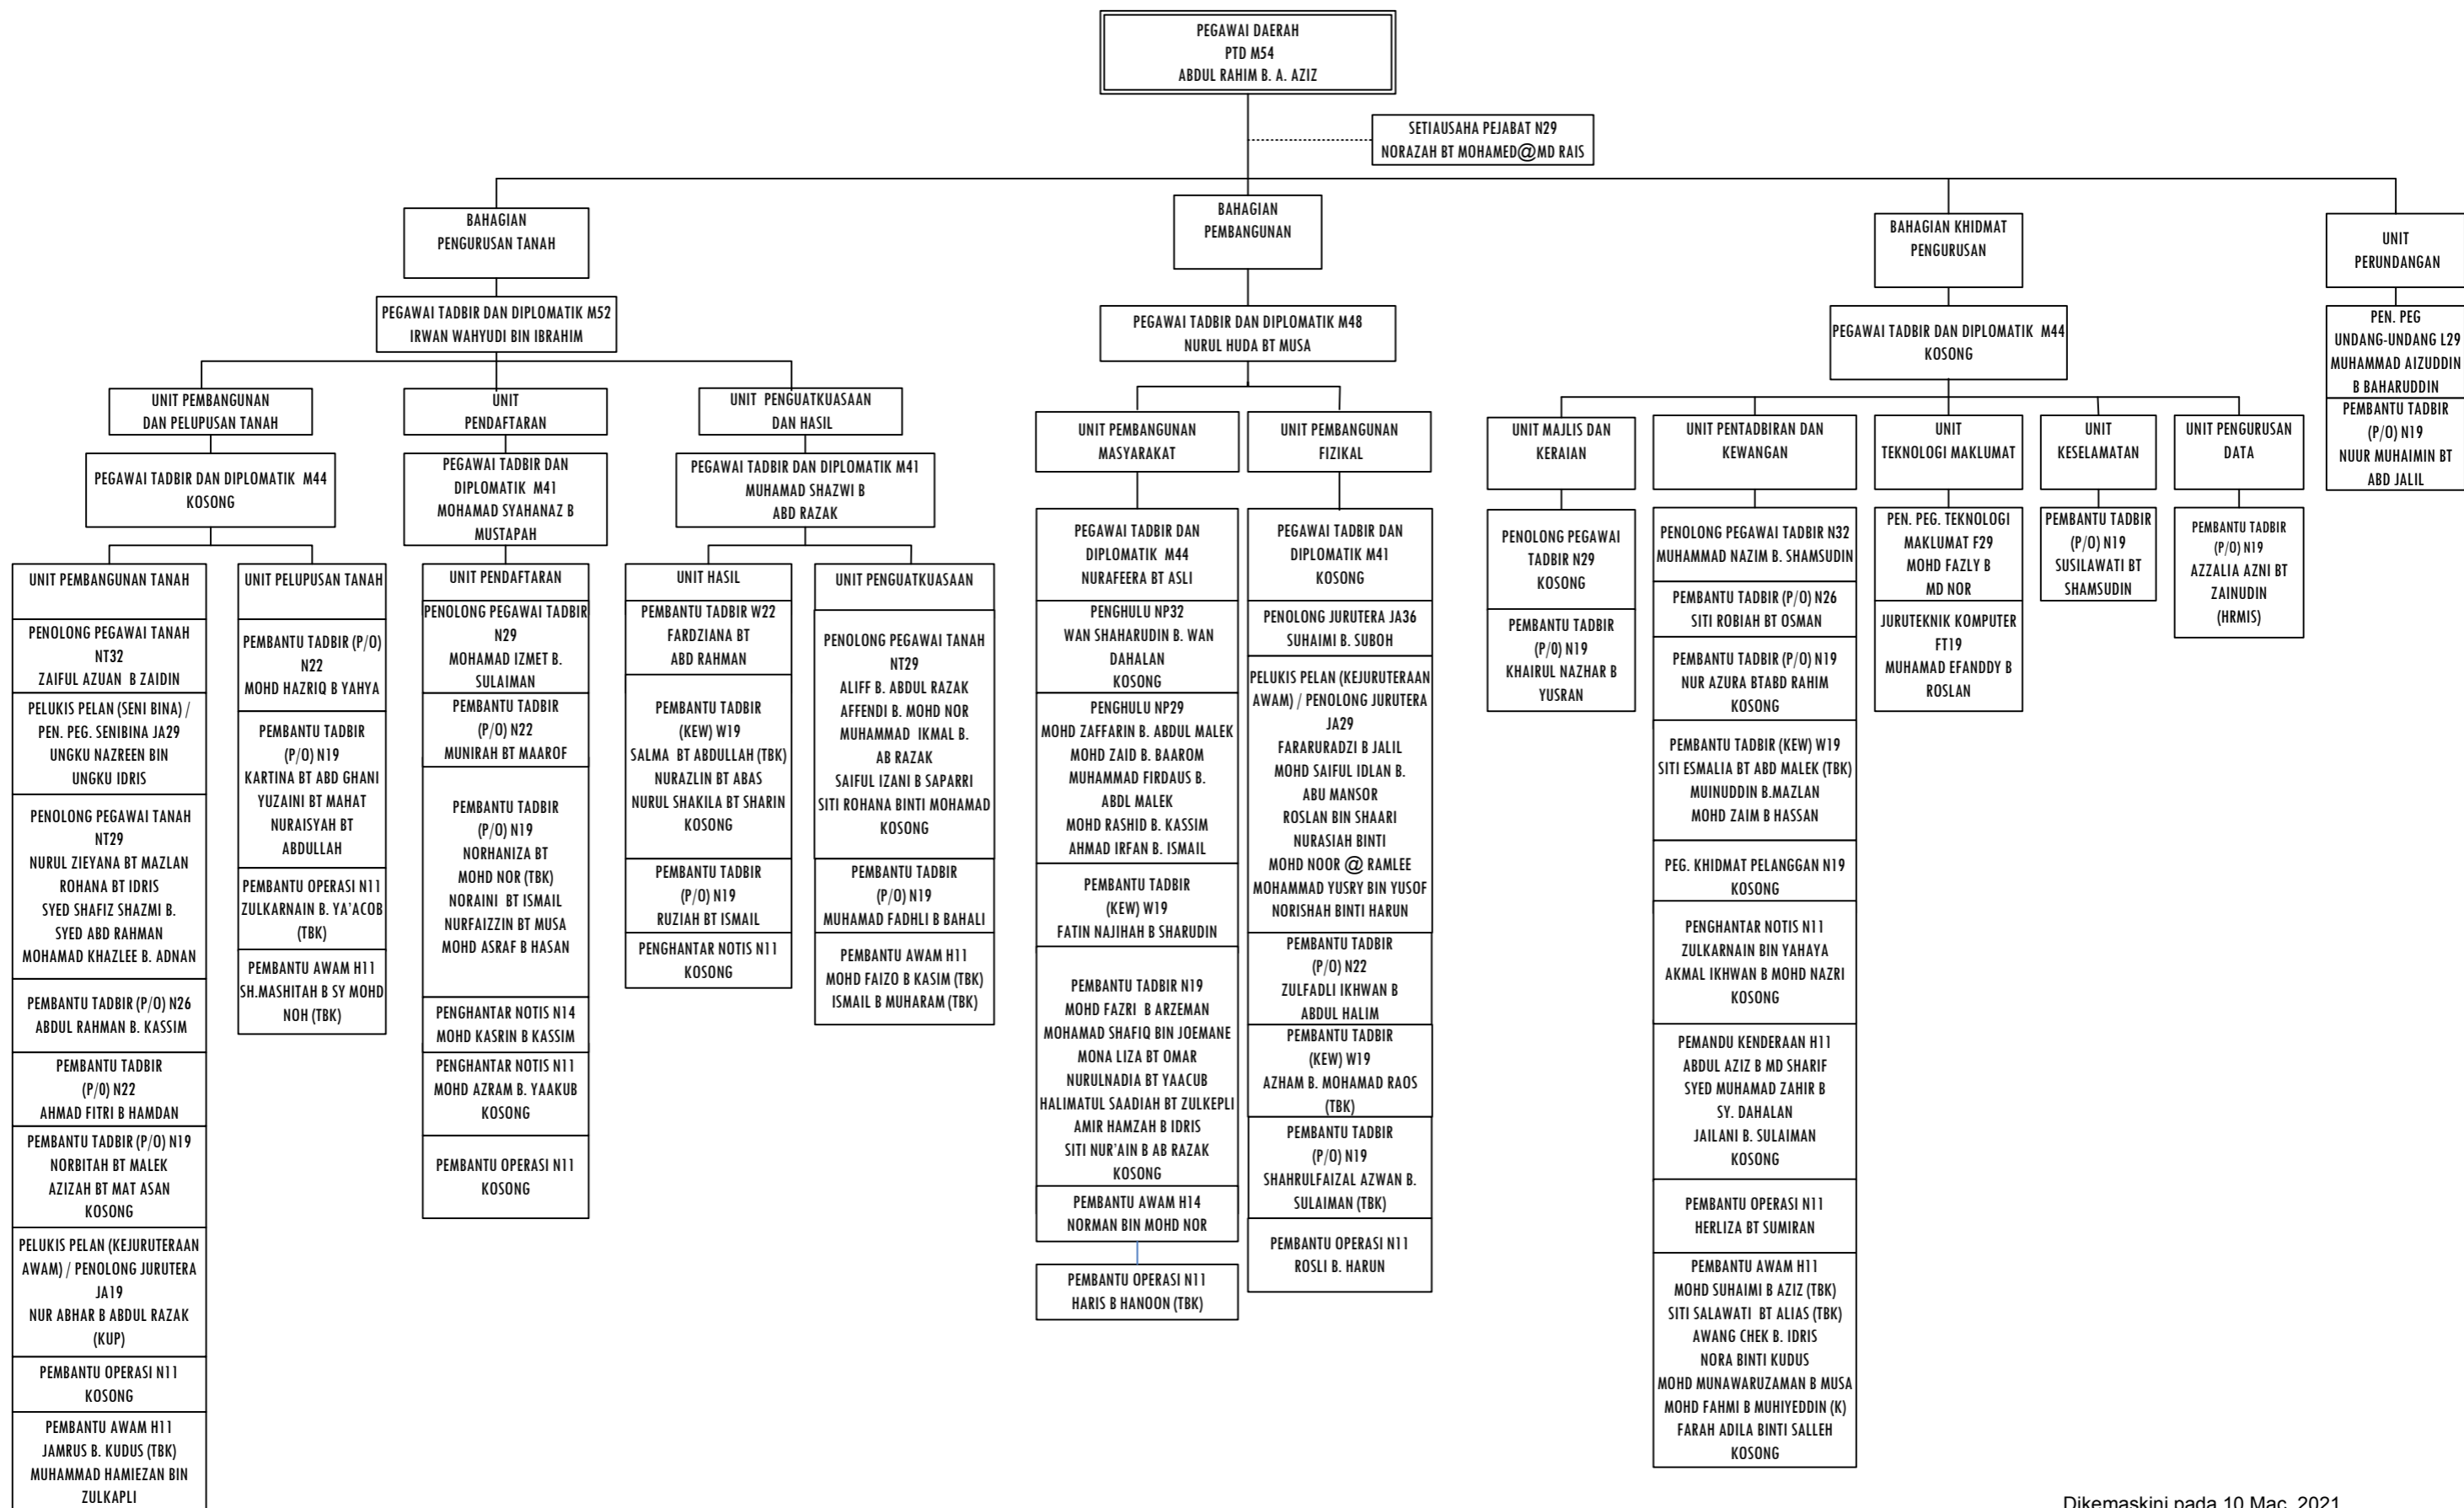 PEGAWAI DAERAH
PTD M54
ABDUL RAHIM B. A. AZIZ
SETIAUSAHA PEJABAT N29
NORAZAH BT MOHAMED@MD RAIS
BAHAGIAN
PENGURUSAN TANAH
PEGAWAI TADBIR DAN DIPLOMATIK M52
IRWAN WAHYUDI BIN IBRAHIM
UNIT PEMBANGUNAN
DAN PELUPUSAN TANAH
PEGAWAI TADBIR DAN DIPLOMATIK M44
KOSONG
UNIT PEMBANGUNAN TANAH
PENOLONG PEGAWAI TANAH
NT32
ZAIFUL AZUAN B ZAIDIN
PELUKIS PELAN (SENI BINA) /
PEN. PEG. SENIBINA JA29
UNGKU NAZREEN BIN
UNGKU IDRIS
PENOLONG PEGAWAI TANAH
NT29
NURUL ZIEYANA BT MAZLAN
ROHANA BT IDRIS
SYED SHAFIZ SHAZMI B.
SYED ABD RAHMAN
MOHAMAD KHAZLEE B. ADNAN
PEMBANTU TADBIR (P/O) N26
ABDUL RAHMAN B. KASSIM
PEMBANTU TADBIR
(P/O) N22
AHMAD FITRI B HAMDAN
PEMBANTU TADBIR (P/O) N19
NORBITAH BT MALEK
AZIZAH BT MAT ASAN
KOSONG
PELUKIS PELAN (KEJURUTERAAN
AWAM) / PENOLONG JURUTERA
JA19
NUR ABHAR B ABDUL RAZAK
(KUP)
PEMBANTU OPERASI N11
KOSONG
PEMBANTU AWAM H11
JAMRUS B. KUDUS (TBK)
MUHAMMAD HAMIEZAN BIN
ZULKAPLI
UNIT PELUPUSAN TANAH
PEMBANTU TADBIR (P/O)
N22
MOHD HAZRIQ B YAHYA
PEMBANTU TADBIR
(P/O) N19
KARTINA BT ABD GHANI
YUZAINI BT MAHAT
NURAISYAH BT
ABDULLAH
PEMBANTU OPERASI N11
ZULKARNAIN B. YA'ACOB
(TBK)
PEMBANTU AWAM H11
SH.MASHITAH B SY MOHD
NOH (TBK)
UNIT
PENDAFTARAN
PEGAWAI TADBIR DAN
DIPLOMATIK M41
MOHAMAD SYAHANAZ B
MUSTAPAH
UNIT PENDAFTARAN
PENOLONG PEGAWAI TADBIR
N29
MOHAMAD IZMET B.
SULAIMAN
PEMBANTU TADBIR
(P/O) N22
MUNIRAH BT MAAROF
PEMBANTU TADBIR
(P/O) N19
NORHANIZA BT
MOHD NOR (TBK)
NORAINI BT ISMAIL
NURFAIZZIN BT MUSA
MOHD ASRAF B HASAN
PENGHANTAR NOTIS N14
MOHD KASRIN B KASSIM
PENGHANTAR NOTIS N11
MOHD AZRAM B. YAAKUB
KOSONG
PEMBANTU OPERASI N11
KOSONG
UNIT PENGUATKUASAAN
DAN HASIL
PEGAWAI TADBIR DAN DIPLOMATIK M41
MUHAMAD SHAZWI B
ABD RAZAK
UNIT HASIL
PEMBANTU TADBIR W22
FARDZIANA BT
ABD RAHMAN
PEMBANTU TADBIR
(KEW) W19
SALMA BT ABDULLAH (TBK)
NURAZLIN BT ABAS
NURUL SHAKILA BT SHARIN
KOSONG
PEMBANTU TADBIR
(P/O) N19
RUZIAH BT ISMAIL
PENGHANTAR NOTIS N11
KOSONG
UNIT PENGUATKUASAAN
PENOLONG PEGAWAI TANAH
NT29
ALIFF B. ABDUL RAZAK
AFFENDI B. MOHD NOR
MUHAMMAD IKMAL B.
AB RAZAK
SAIFUL IZANI B SAPARRI
SITI ROHANA BINTI MOHAMAD
KOSONG
PEMBANTU TADBIR
(P/O) N19
MUHAMAD FADHLI B BAHALI
PEMBANTU AWAM H11
MOHD FAIZO B KASIM (TBK)
ISMAIL B MUHARAM (TBK)
BAHAGIAN
PEMBANGUNAN
PEGAWAI TADBIR DAN DIPLOMATIK M48
NURUL HUDA BT MUSA
UNIT PEMBANGUNAN
MASYARAKAT
PEGAWAI TADBIR DAN
DIPLOMATIK M44
NURAFEERA BT ASLI
PENGHULU NP32
WAN SHAHARUDIN B. WAN
DAHALAN
KOSONG
PENGHULU NP29
MOHD ZAFFARIN B. ABDUL MALEK
MOHD ZAID B. BAAROM
MUHAMMAD FIRDAUS B.
ABDL MALEK
MOHD RASHID B. KASSIM
AHMAD IRFAN B. ISMAIL
PEMBANTU TADBIR
(KEW) W19
FATIN NAJIHAH B SHARUDIN
PEMBANTU TADBIR N19
MOHD FAZRI B ARZEMAN
MOHAMAD SHAFIQ BIN JOEMANE
MONA LIZA BT OMAR
NURULNADIA BT YAACUB
HALIMATUL SAADIAH BT ZULKEPLI
AMIR HAMZAH B IDRIS
SITI NUR'AIN B AB RAZAK
KOSONG
PEMBANTU AWAM H14
NORMAN BIN MOHD NOR
PEMBANTU OPERASI N11
HARIS B HANOON (TBK)
UNIT PEMBANGUNAN
FIZIKAL
PEGAWAI TADBIR DAN
DIPLOMATIK M41
KOSONG
PENOLONG JURUTERA JA36
SUHAIMI B. SUBOH
PELUKIS PELAN (KEJURUTERAAN
AWAM) / PENOLONG JURUTERA
JA29
FARARURADZI B JALIL
MOHD SAIFUL IDLAN B.
ABU MANSOR
ROSLAN BIN SHAARI
NURASIAH BINTI
MOHD NOOR @ RAMLEE
MOHAMMAD YUSRY BIN YUSOF
NORISHAH BINTI HARUN
PEMBANTU TADBIR
(P/O) N22
ZULFADLI IKHWAN B
ABDUL HALIM
PEMBANTU TADBIR
(KEW) W19
AZHAM B. MOHAMAD RAOS
(TBK)
PEMBANTU TADBIR
(P/O) N19
SHAHRULFAIZAL AZWAN B.
SULAIMAN (TBK)
PEMBANTU OPERASI N11
ROSLI B. HARUN
BAHAGIAN KHIDMAT
PENGURUSAN
PEGAWAI TADBIR DAN DIPLOMATIK M44
KOSONG
UNIT MAJLIS DAN
KERAIAN
PENOLONG PEGAWAI
TADBIR N29
KOSONG
PEMBANTU TADBIR
(P/O) N19
KHAIRUL NAZHAR B
YUSRAN
UNIT PENTADBIRAN DAN
KEWANGAN
PENOLONG PEGAWAI TADBIR N32
MUHAMMAD NAZIM B. SHAMSUDIN
PEMBANTU TADBIR (P/O) N26
SITI ROBIAH BT OSMAN
PEMBANTU TADBIR (P/O) N19
NUR AZURA BTABD RAHIM
KOSONG
PEMBANTU TADBIR (KEW) W19
SITI ESMALIA BT ABD MALEK (TBK)
MUINUDDIN B.MAZLAN
MOHD ZAIM B HASSAN
PEG. KHIDMAT PELANGGAN N19
KOSONG
PENGHANTAR NOTIS N11
ZULKARNAIN BIN YAHAYA
AKMAL IKHWAN B MOHD NAZRI
KOSONG
PEMANDU KENDERAAN H11
ABDUL AZIZ B MD SHARIF
SYED MUHAMAD ZAHIR B
SY. DAHALAN
JAILANI B. SULAIMAN
KOSONG
PEMBANTU OPERASI N11
HERLIZA BT SUMIRAN
PEMBANTU AWAM H11
MOHD SUHAIMI B AZIZ (TBK)
SITI SALAWATI BT ALIAS (TBK)
AWANG CHEK B. IDRIS
NORA BINTI KUDUS
MOHD MUNAWARUZAMAN B MUSA
MOHD FAHMI B MUHIYEDDIN (K)
FARAH ADILA BINTI SALLEH
KOSONG
UNIT
TEKNOLOGI MAKLUMAT
PEN. PEG. TEKNOLOGI
MAKLUMAT F29
MOHD FAZLY B
MD NOR
JURUTEKNIK KOMPUTER
FT19
MUHAMAD EFANDDY B
ROSLAN
UNIT
KESELAMATAN
PEMBANTU TADBIR
(P/O) N19
SUSILAWATI BT
SHAMSUDIN
UNIT PENGURUSAN
DATA
PEMBANTU TADBIR
(P/O) N19
AZZALIA AZNI BT
ZAINUDIN
(HRMIS)
UNIT
PERUNDANGAN
PEN. PEG
UNDANG-UNDANG L29
MUHAMMAD AIZUDDIN
B BAHARUDDIN
PEMBANTU TADBIR
(P/O) N19
NUUR MUHAIMIN BT
ABD JALIL
Dikemaskini pada 10 Mac, 2021